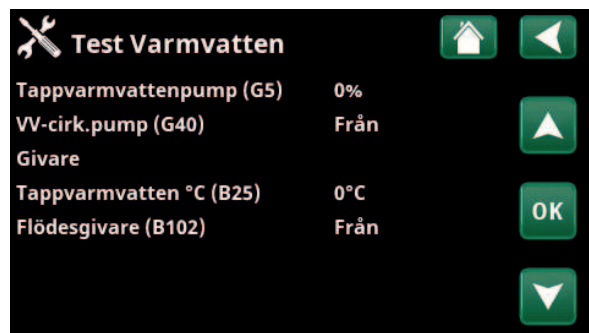 Test Varmvatten
Tappvarmvattenpump (G5) 0%
VV-cirk.pump (G40) Från
Givare
Tappvarmvatten °C (B25) 0°C
OK
Flödesgivare (B102) Från